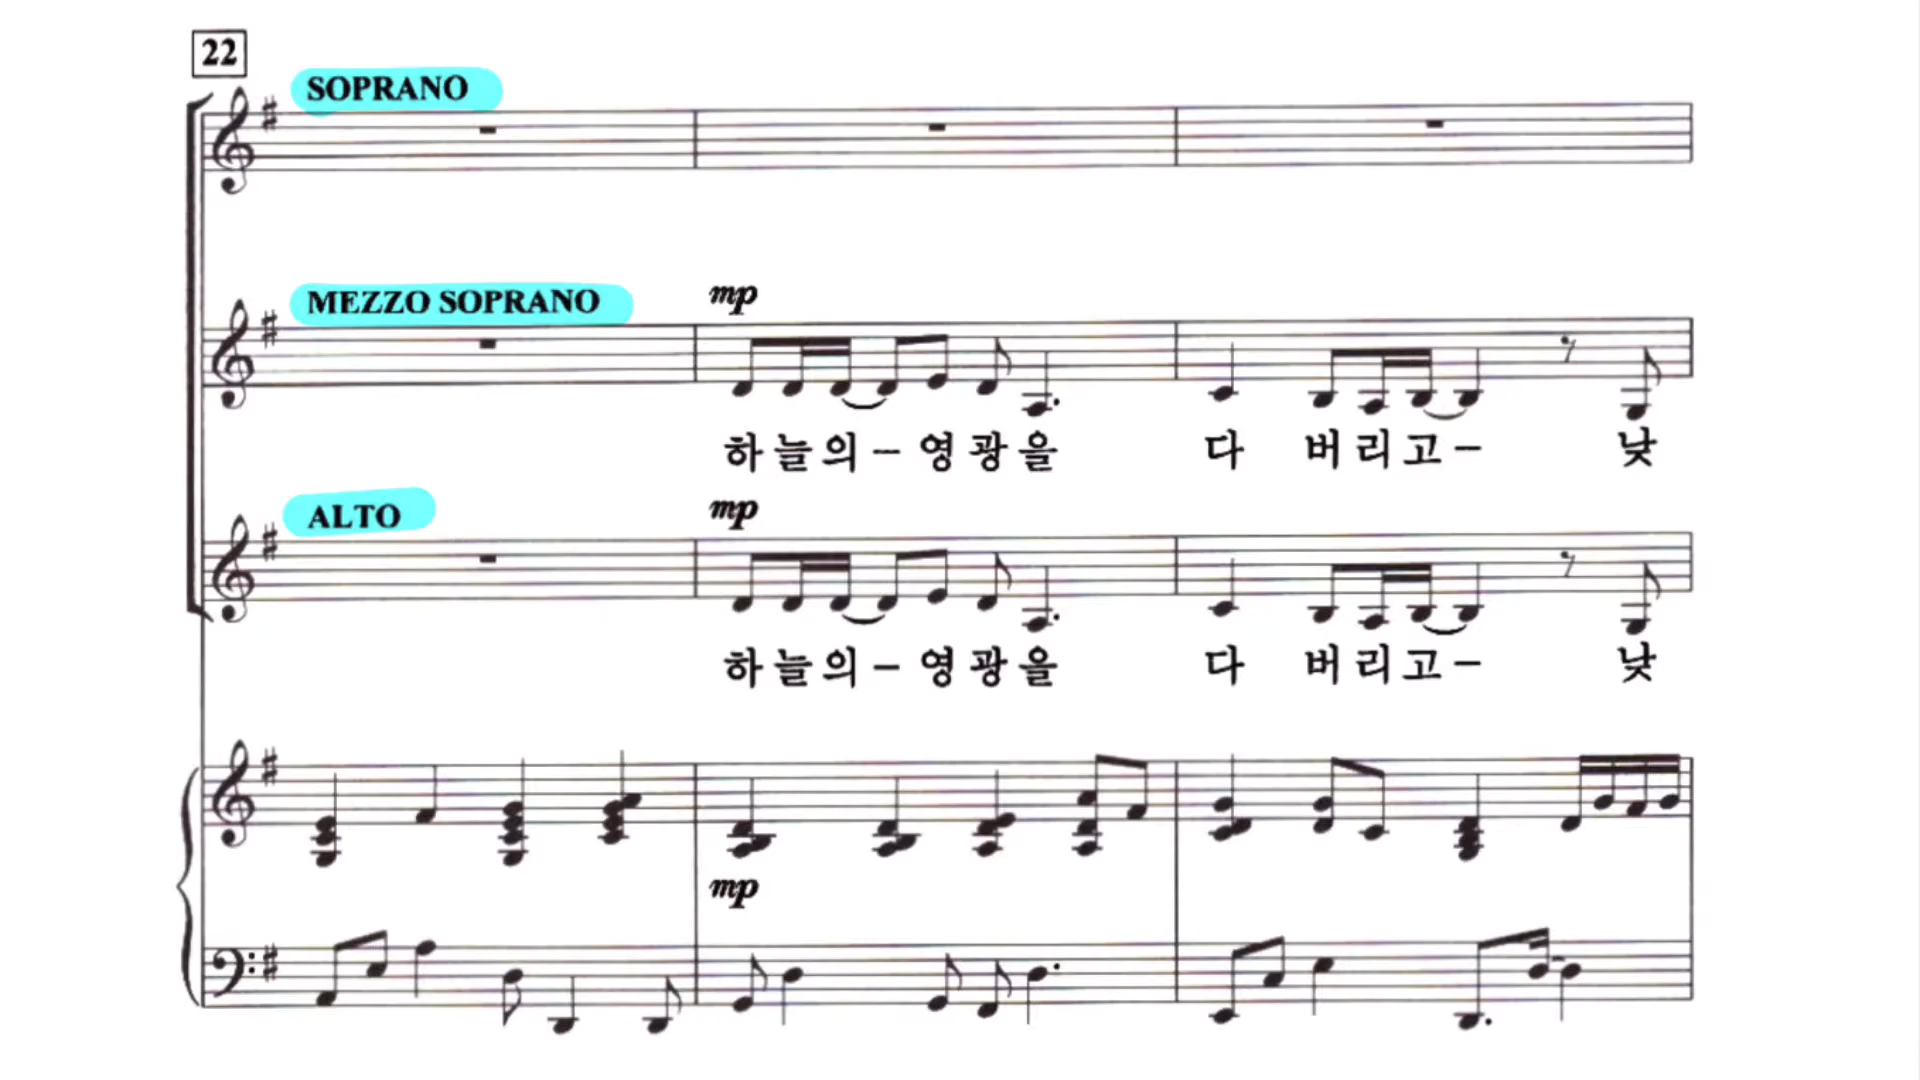 22
SOPRANO
MEZZO SOPRANO
mp
하늘의-영광을 다 버리고- 낮
ALTO
mp
하늘의-영광을 다 버리고- 낮
mp